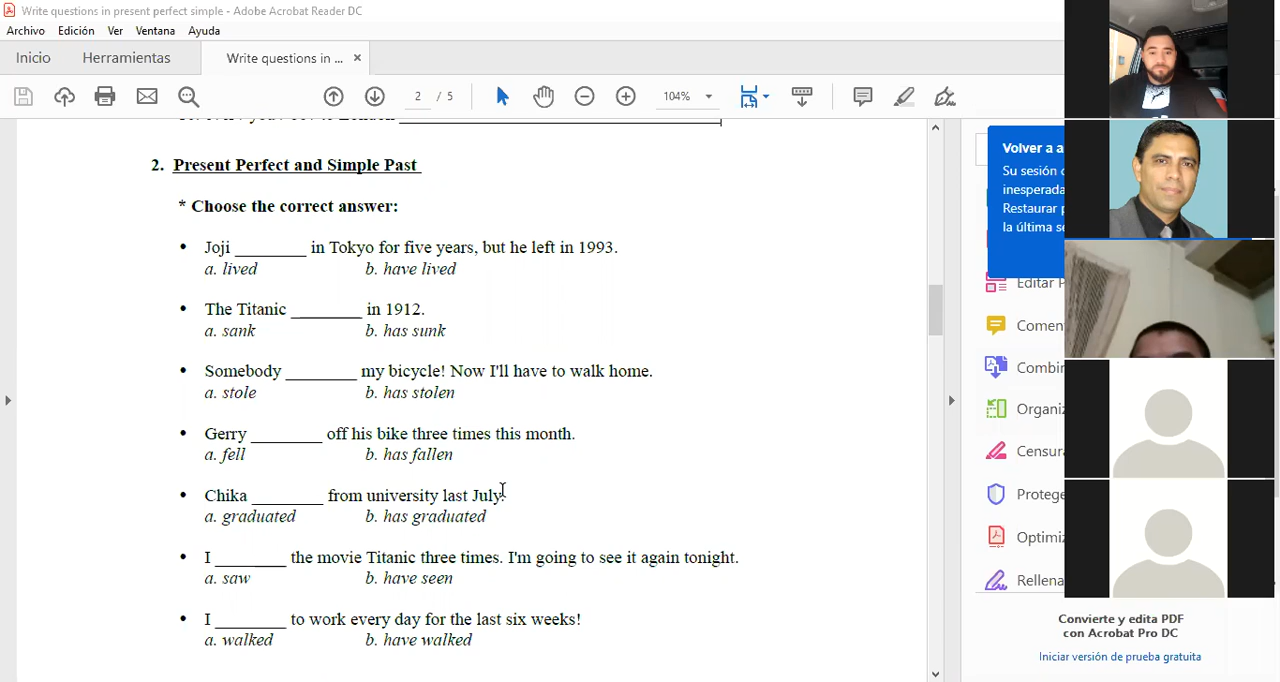 Write questions in present perfect simple - Adobe Acrobat Reader DC
Archivo Edición Ver Ventana Ayuda
Inicio Herramientas Write questions in ... ×
2 / 5 104%
2. Present Perfect and Simple Past
* Choose the correct answer:
• Joji ________ in Tokyo for five years, but he left in 1993.
a. lived b. have lived
• The Titanic ________ in 1912.
a. sank b. has sunk
• Somebody ________ my bicycle! Now I'll have to walk home.
a. stole b. has stolen
• Gerry ________ off his bike three times this month.
a. fell b. has fallen
• Chika ________ from university last July.
a. graduated b. has graduated
• I ________ the movie Titanic three times. I'm going to see it again tonight.
a. saw b. have seen
• I ________ to work every day for the last six weeks!
a. walked b. have walked
Volver a a
Su sesión
inesperada
Restaurar
la última
Editar
Comen
Combin
Organiz
Censura
Protege
Optimiz
Rellena
Convierte y edita PDF
con Acrobat Pro DC
Iniciar versión de prueba gratuita